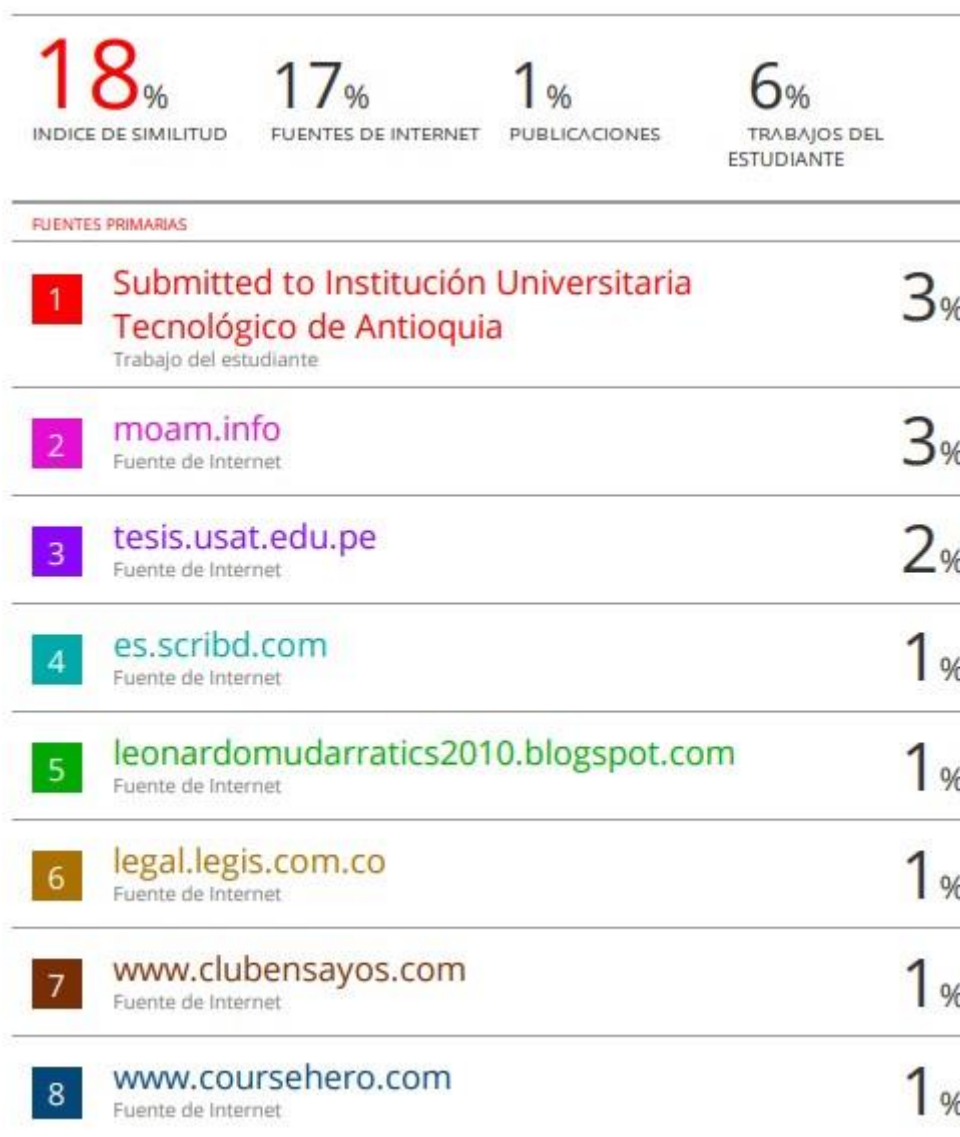 18% 17% 1% 6%
INDICE DE SIMILITUD FUENTES DE INTERNET PUBLICACIONES TRABAJOS DEL
ESTUDIANTE
FUENTES PRIMARIAS
1 Submitted to Institución Universitaria
Tecnológico de Antioquia 3%
Trabajo del estudiante
2 moam.info 3%
Fuente de Internet
3 tesis.usat.edu.pe 2%
Fuente de Internet
4 es.scribd.com 1%
Fuente de Internet
5 leonardomudarratics2010.blogspot.com 1%
Fuente de Internet
6 legal.legis.com.co 1%
Fuente de Internet
7 www.clubensayos.com 1%
Fuente de Internet
8 www.coursehero.com 1%
Fuente de Internet